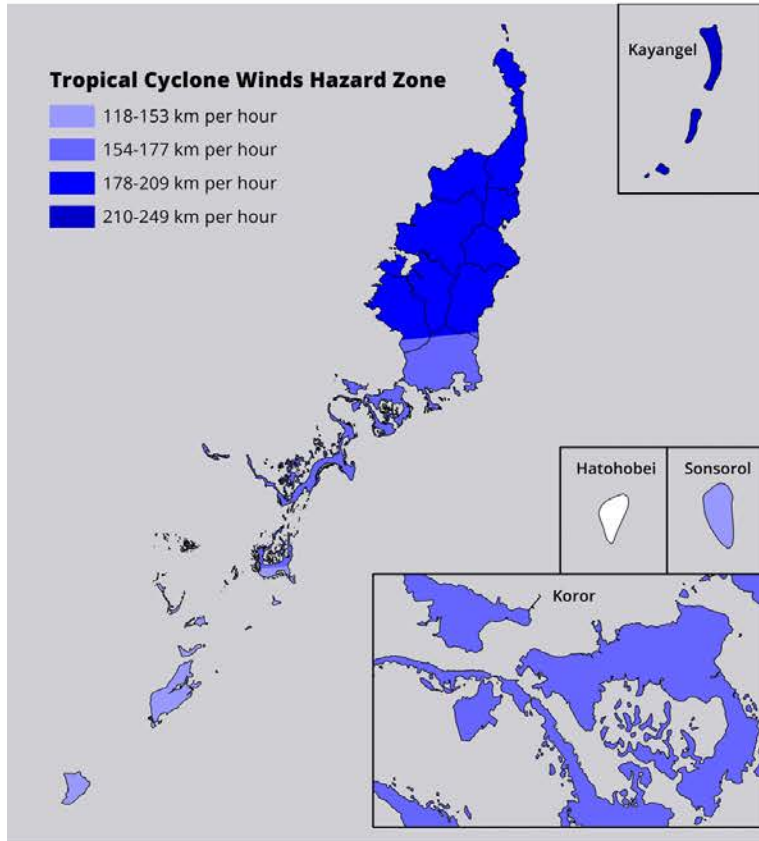 Tropical Cyclone Winds Hazard Zone
118-153 km per hour
154-177 km per hour
178-209 km per hour
210-249 km per hour
Kayangel
Hatohobei
Sonsorol
Koror